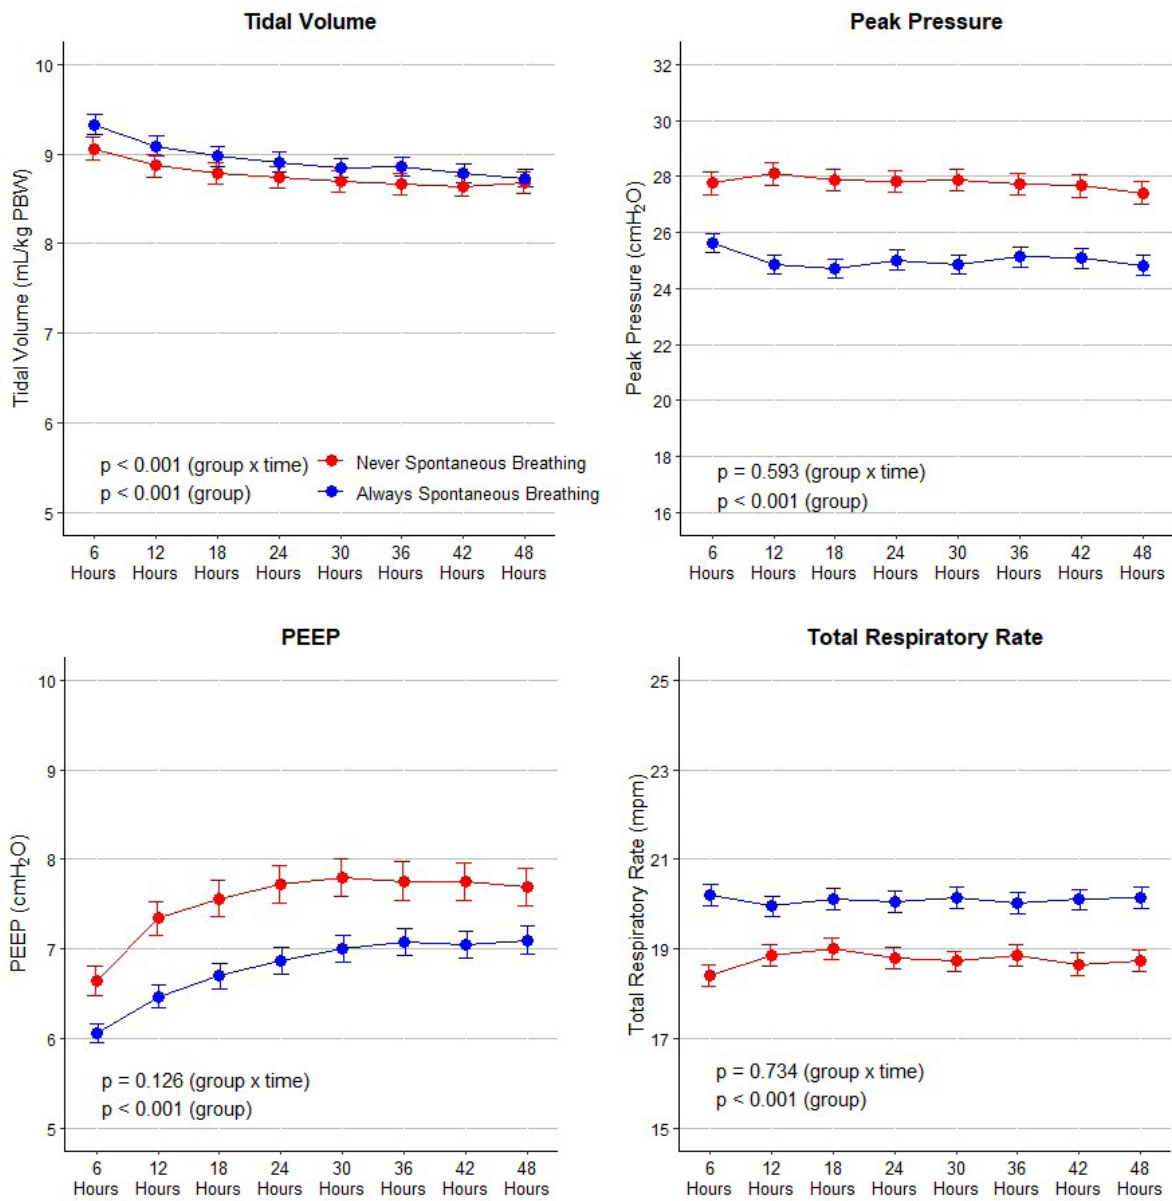 Tidal Volume
10
9
8
7
6
5
Tidal Volume (mL/kg PBW)
p < 0.001 (group x time)
p < 0.001 (group)
Never Spontaneous Breathing
Always Spontaneous Breathing
6 12 18 24 30 36 42 48
Hours Hours Hours Hours Hours Hours Hours Hours
Peak Pressure
32
30
28
26
24
22
20
18
16
Peak Pressure (cmH₂O)
p = 0.593 (group x time)
p < 0.001 (group)
6 12 18 24 30 36 42 48
Hours Hours Hours Hours Hours Hours Hours Hours
PEEP
10
9
8
7
6
5
PEEP (cmH₂O)
p = 0.126 (group x time)
p < 0.001 (group)
6 12 18 24 30 36 42 48
Hours Hours Hours Hours Hours Hours Hours Hours
Total Respiratory Rate
25
23
21
19
17
15
Total Respiratory Rate (mpm)
p = 0.734 (group x time)
p < 0.001 (group)
6 12 18 24 30 36 42 48
Hours Hours Hours Hours Hours Hours Hours Hours